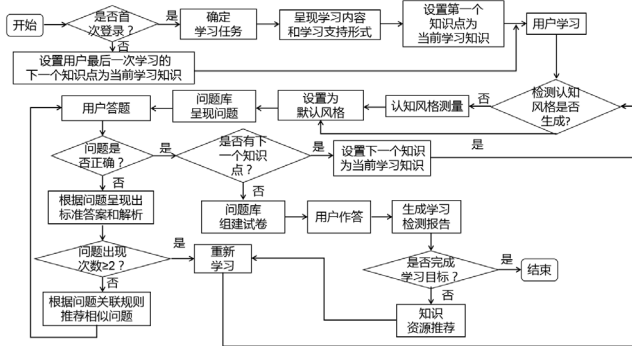 开始
是否首
次登录？
是
确定
学习任务
呈现学习内容
和学习支持形式
设置第一个
知识点为
当前学习知识
用户学习
否
设置用户最后一次学习的
下一个知识点为当前学习知识
检测认知
风格是否
生成?
否
认知风格测量
设置为
默认风格
问题库
呈现问题
用户答题
是
问题是
否正确？
是
是否有下
一个知识
点？
是
设置下一个知识
为当前学习知识
否
根据问题呈现出
标准答案和解析
否
问题库
组建试卷
用户作答
生成学习
检测报告
问题出现
次数≥2？
是
重新
学习
是否完成
学习目标？
是
结束
否
根据问题关联规则
推荐相似问题
否
知识
资源推荐